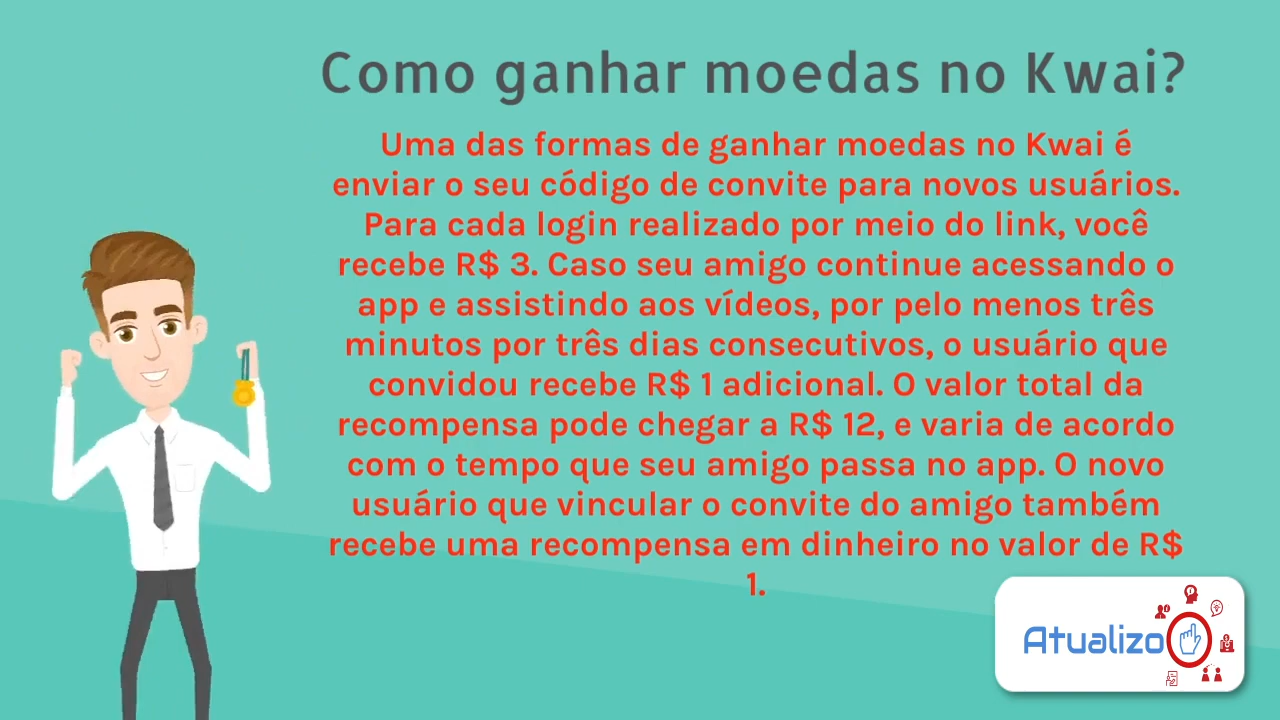 Como ganhar moedas no Kwai?
Uma das formas de ganhar moedas no Kwai é
enviar o seu código de convite para novos usuários.
Para cada login realizado por meio do link, você
recebe R$ 3. Caso seu amigo continue acessando o
app e assistindo aos vídeos, por pelo menos três
minutos por três dias consecutivos, o usuário que
convidou recebe R$ 1 adicional. O valor total da
recompensa pode chegar a R$ 12, e varia de acordo
com o tempo que seu amigo passa no app. O novo
usuário que vincular o convite do amigo também
recebe uma recompensa em dinheiro no valor de R$
1.
Atualizo